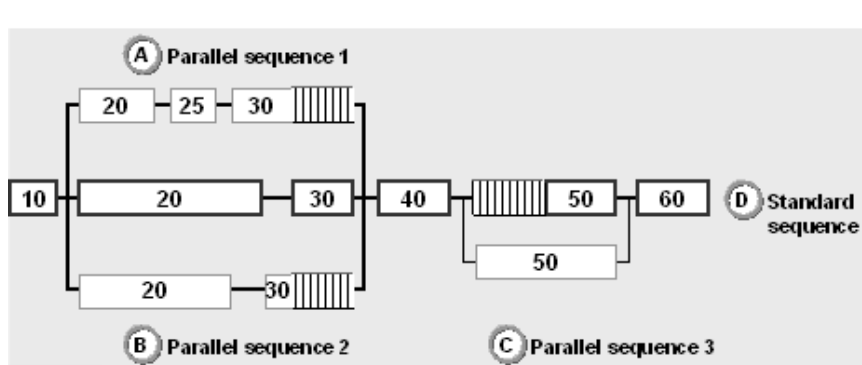 A Parallel sequence 1
20 25 30
10 20 30 40 50 60 D Standard
sequence
50
20 30
B Parallel sequence 2 C Parallel sequence 3